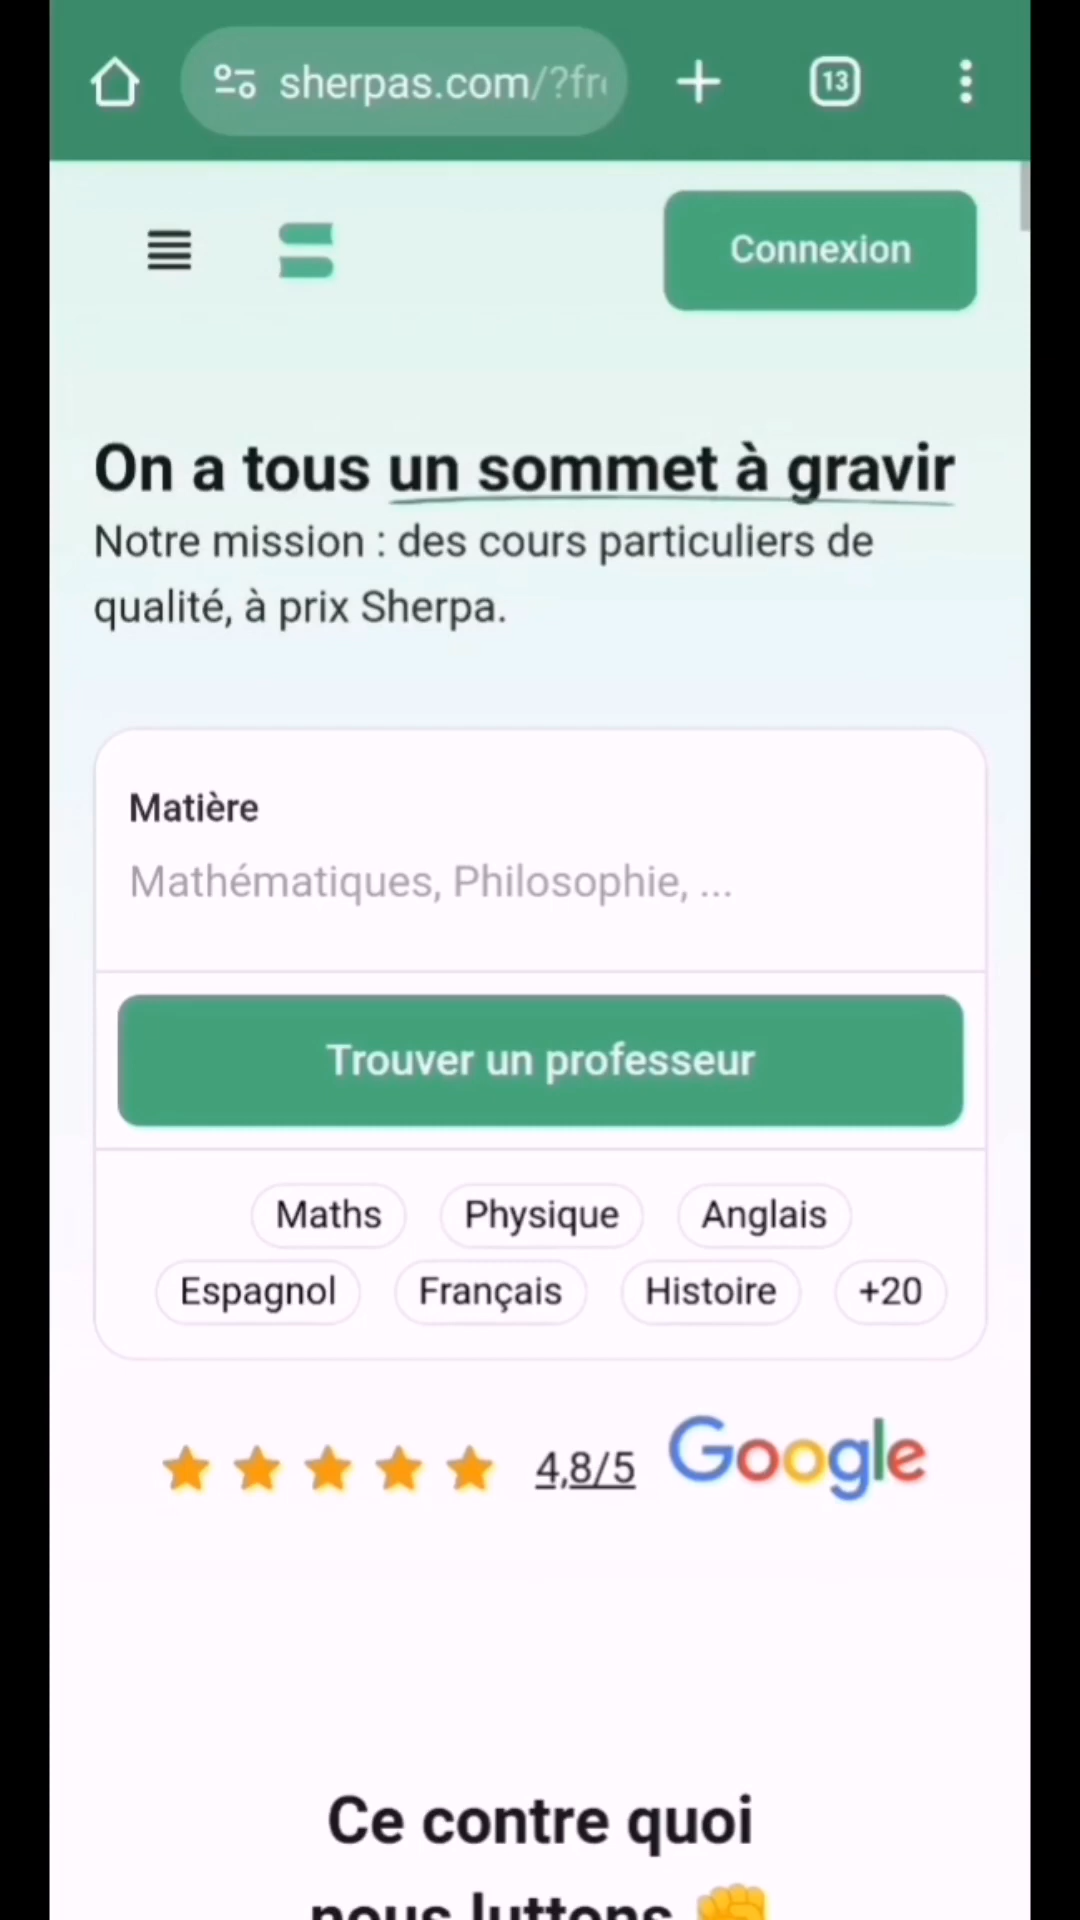 sherpas.com/?fr
13
Connexion
On a tous un sommet à gravir
Notre mission : des cours particuliers de
qualité, à prix Sherpa.
Matière
Mathématiques, Philosophie, ...
Trouver un professeur
Maths Physique Anglais
Espagnol Français Histoire +20
4,8/5 Google
Ce contre quoi
nous luttons ✊